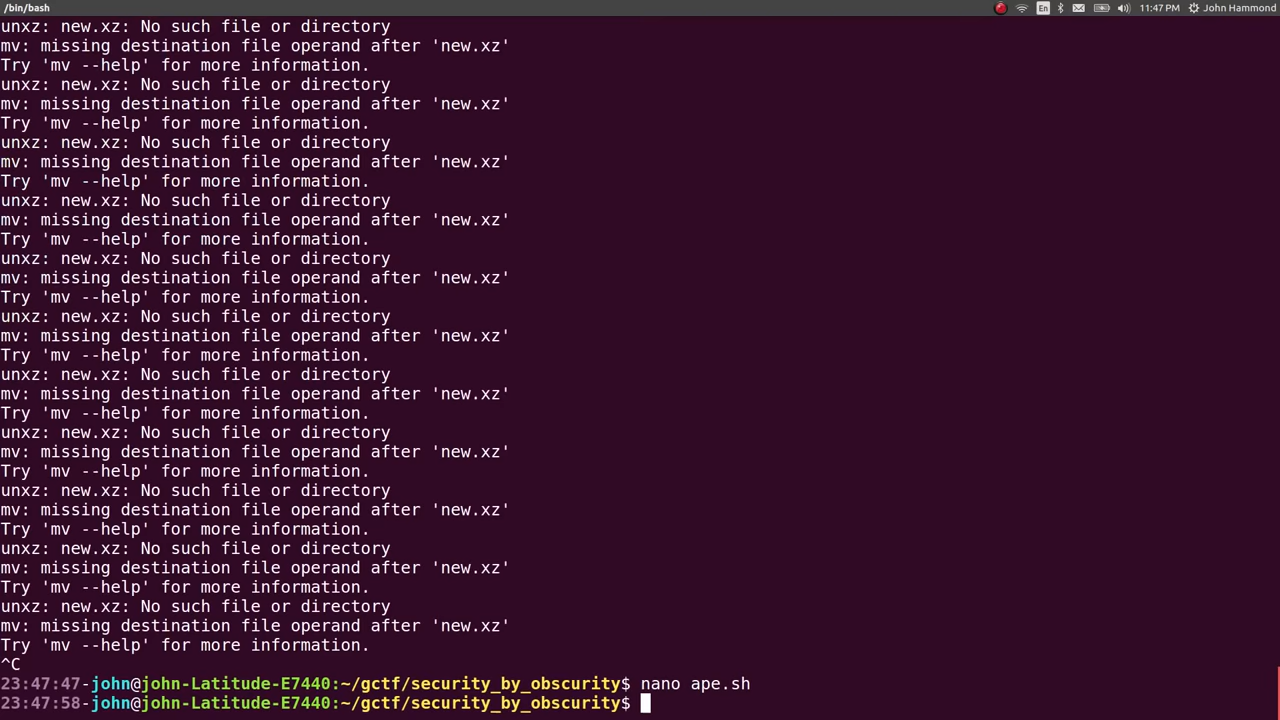 /bin/bash
En
11:47 PM
John Hammond
unxz: new.xz: No such file or directory
mv: missing destination file operand after 'new.xz'
Try 'mv --help' for more information.
unxz: new.xz: No such file or directory
mv: missing destination file operand after 'new.xz'
Try 'mv --help' for more information.
unxz: new.xz: No such file or directory
mv: missing destination file operand after 'new.xz'
Try 'mv --help' for more information.
unxz: new.xz: No such file or directory
mv: missing destination file operand after 'new.xz'
Try 'mv --help' for more information.
unxz: new.xz: No such file or directory
mv: missing destination file operand after 'new.xz'
Try 'mv --help' for more information.
unxz: new.xz: No such file or directory
mv: missing destination file operand after 'new.xz'
Try 'mv --help' for more information.
unxz: new.xz: No such file or directory
mv: missing destination file operand after 'new.xz'
Try 'mv --help' for more information.
unxz: new.xz: No such file or directory
mv: missing destination file operand after 'new.xz'
Try 'mv --help' for more information.
unxz: new.xz: No such file or directory
mv: missing destination file operand after 'new.xz'
Try 'mv --help' for more information.
unxz: new.xz: No such file or directory
mv: missing destination file operand after 'new.xz'
Try 'mv --help' for more information.
unxz: new.xz: No such file or directory
mv: missing destination file operand after 'new.xz'
Try 'mv --help' for more information.
^C
23:47:47-john@john-Latitude-E7440:~/gctf/security_by_obscurity$ nano ape.sh
23:47:58-john@john-Latitude-E7440:~/gctf/security_by_obscurity$